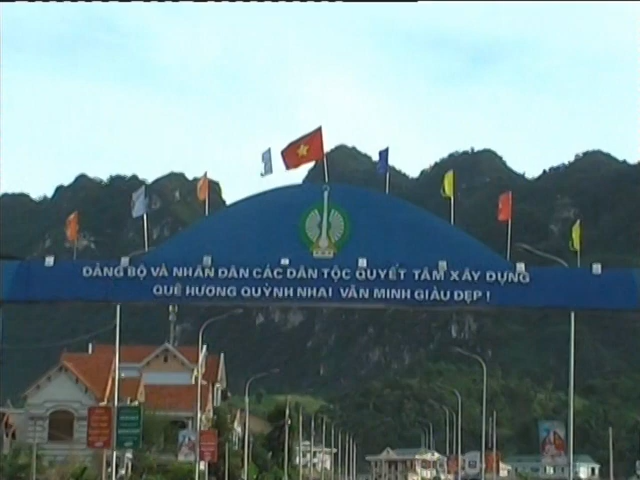 ĐẢNG BỘ VÀ NHÂN DÂN CÁC DÂN TỘC QUYẾT TÂM XÂY DỰNG
QUÊ HƯƠNG QUỲNH NHAI VĂN MINH GIÀU ĐẸP !